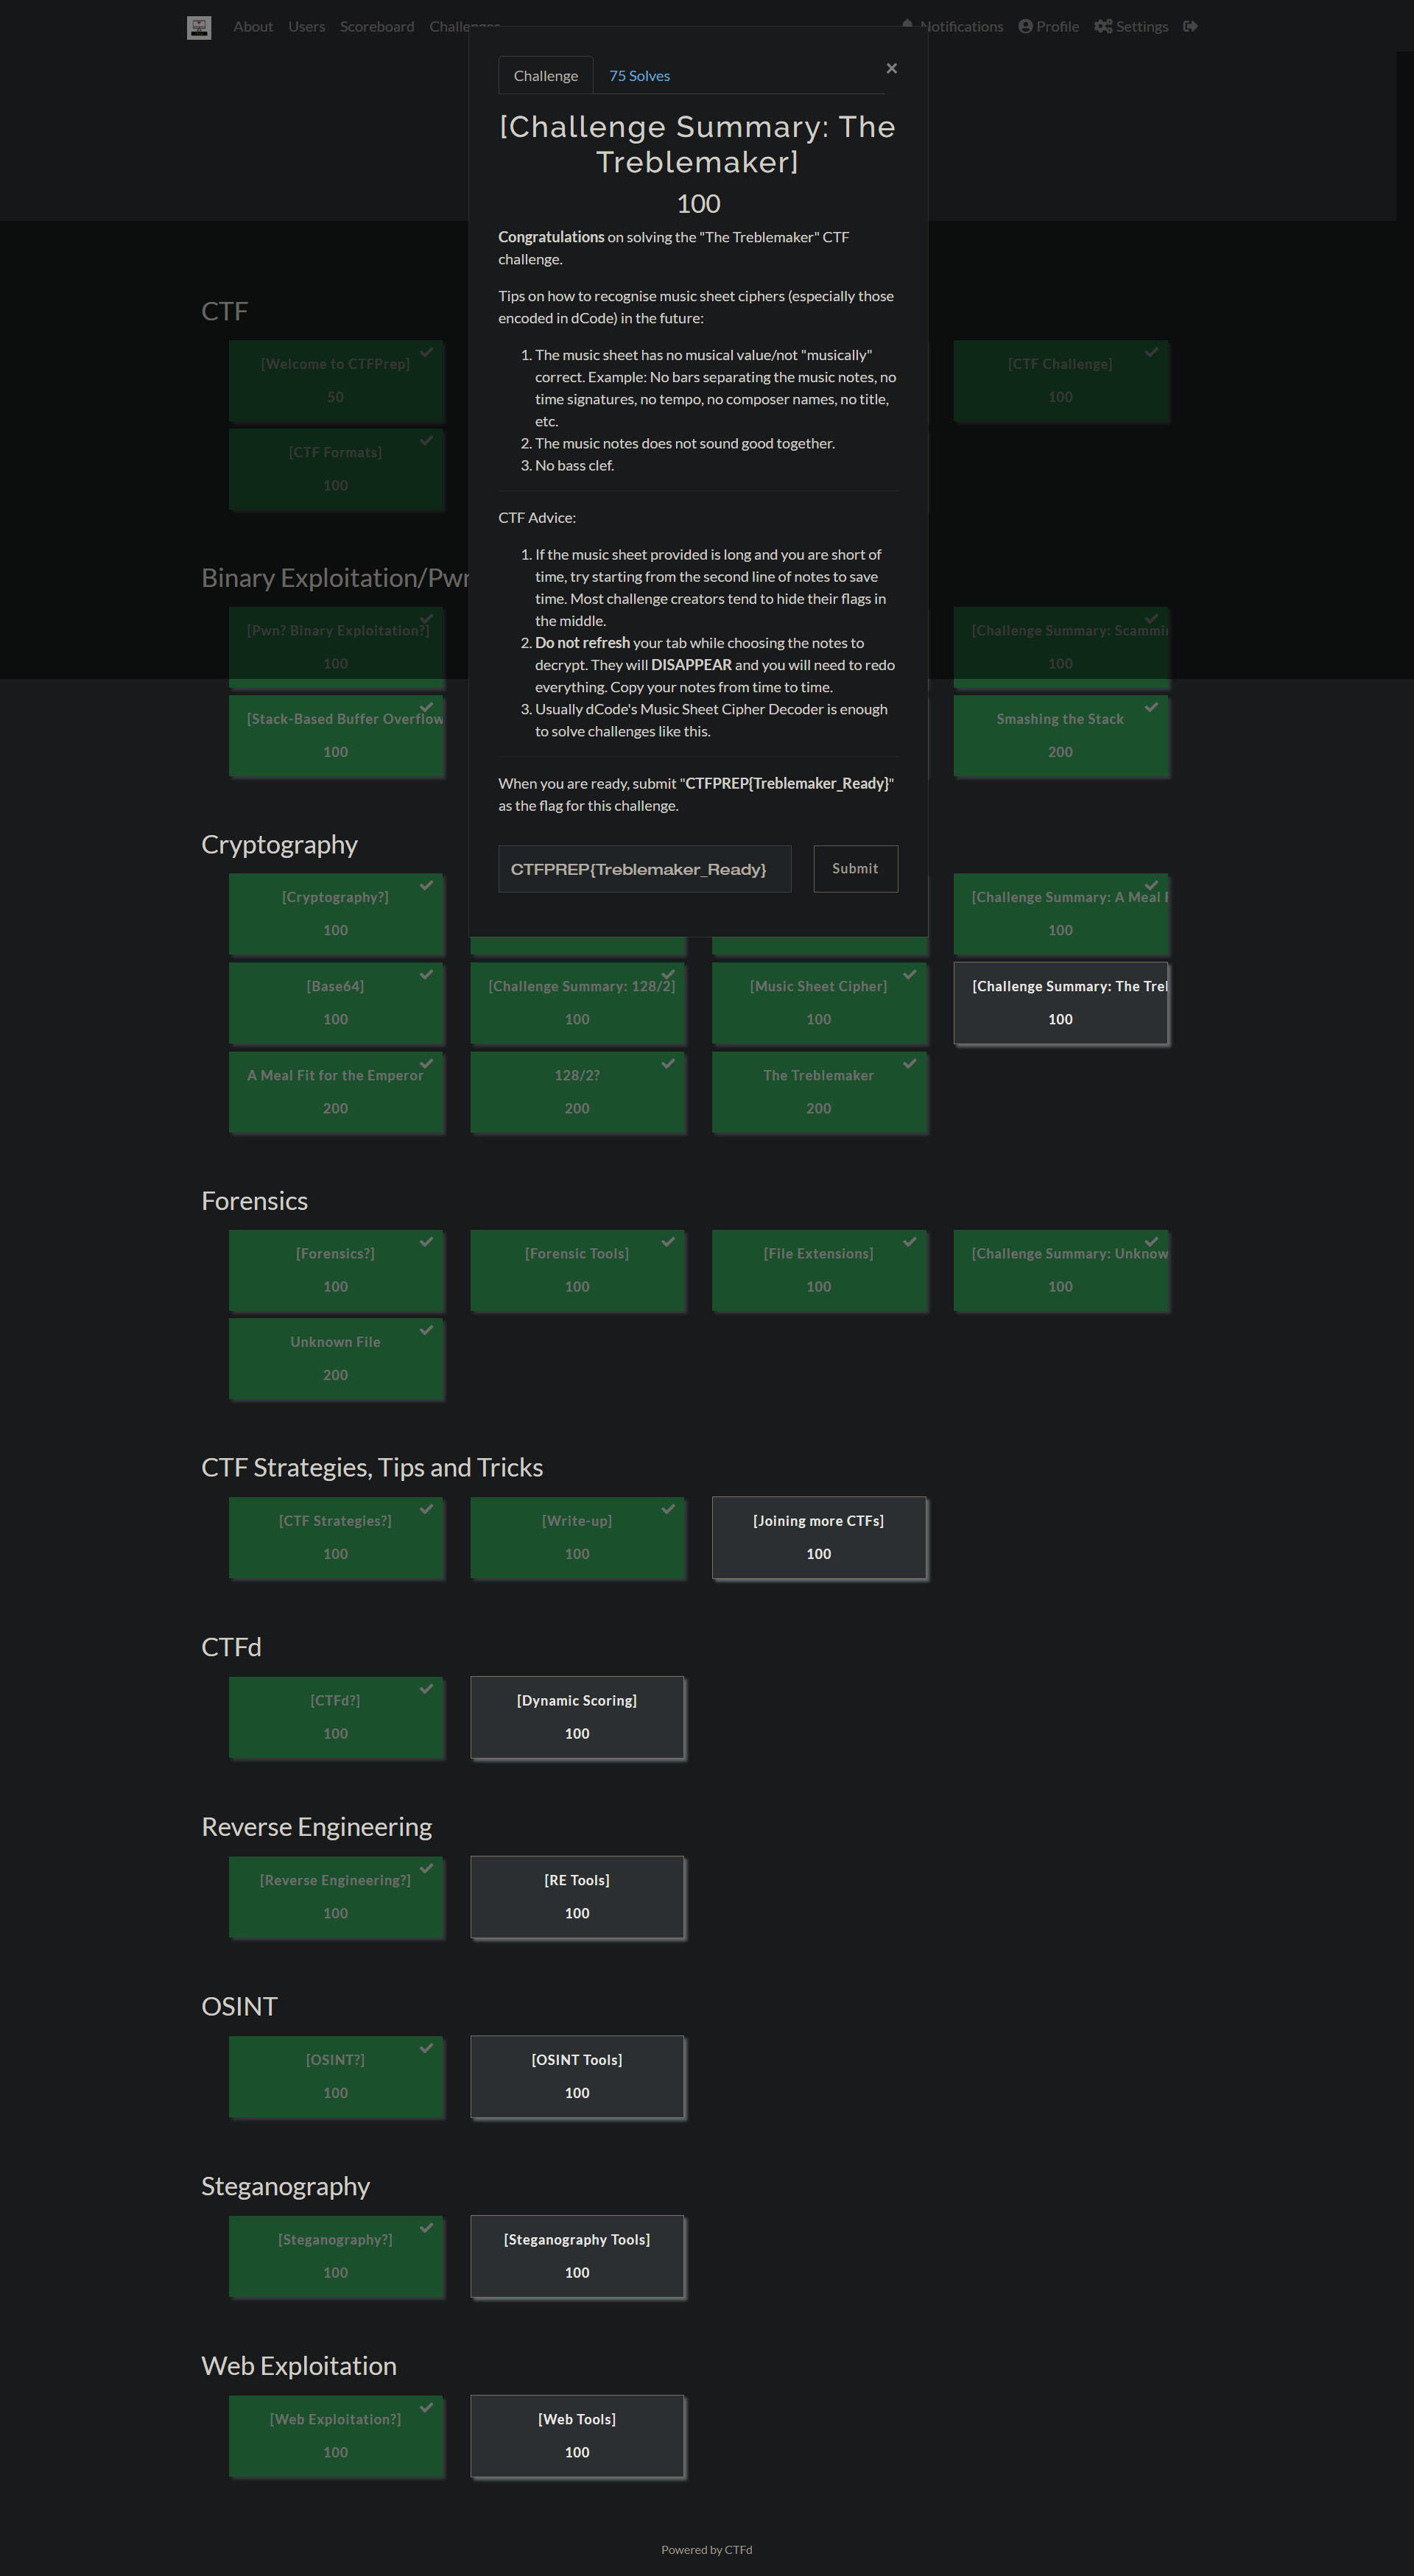 About Users Scoreboard Challenges Notifications Profile Settings
Challenge 75 Solves ×
[Challenge Summary: The
Treblemaker]
100
Congratulations on solving the "The Treblemaker" CTF
challenge.
Tips on how to recognise music sheet ciphers (especially those
encoded in dCode) in the future:
1. The music sheet has no musical value/not "musically"
correct. Example: No bars separating the music notes, no
time signatures, no tempo, no composer names, no title,
etc.
2. The music notes does not sound good together.
3. No bass clef.
CTF Advice:
1. If the music sheet provided is long and you are short of
time, try starting from the second line of notes to save
time. Most challenge creators tend to hide their flags in
the middle.
2. Do not refresh your tab while choosing the notes to
decrypt. They will DISAPPEAR and you will need to redo
everything. Copy your notes from time to time.
3. Usually dCode's Music Sheet Cipher Decoder is enough
to solve challenges like this.
When you are ready, submit "CTFPREP{Treblemaker_Ready}"
as the flag for this challenge.
CTFPREP{Treblemaker_Ready} Submit
CTF
[Welcome to CTFPrep] [CTF Challenge]
50 100
[CTF Formats]
100
Binary Exploitation/Pwn
[Pwn? Binary Exploitation?] [Challenge Summary: Scammi
100 100
[Stack-Based Buffer Overflow Smashing the Stack
100 200
Cryptography
[Cryptography?] [Challenge Summary: A Meal F
100 100
[Base64] [Challenge Summary: 128/2] [Music Sheet Cipher] [Challenge Summary: The Tre
100 100 100 100
A Meal Fit for the Emperor 128/2? The Treblemaker
200 200 200
Forensics
[Forensics?] [Forensic Tools] [File Extensions] [Challenge Summary: Unknow
100 100 100 100
Unknown File
200
CTF Strategies, Tips and Tricks
[CTF Strategies?] [Write-up] [Joining more CTFs]
100 100 100
CTFd
[CTFd?] [Dynamic Scoring]
100 100
Reverse Engineering
[Reverse Engineering?] [RE Tools]
100 100
OSINT
[OSINT?] [OSINT Tools]
100 100
Steganography
[Steganography?] [Steganography Tools]
100 100
Web Exploitation
[Web Exploitation?] [Web Tools]
100 100
Powered by CTFd